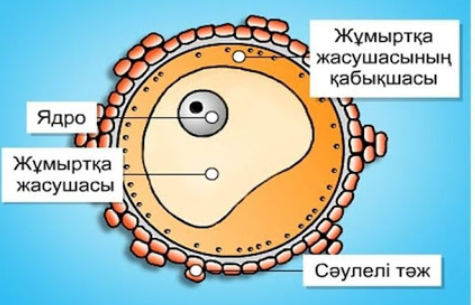 Жұмыртқа
жасушасының
қабықшасы
Ядро
Жұмыртқа
жасушасы
Сәулелі тәж